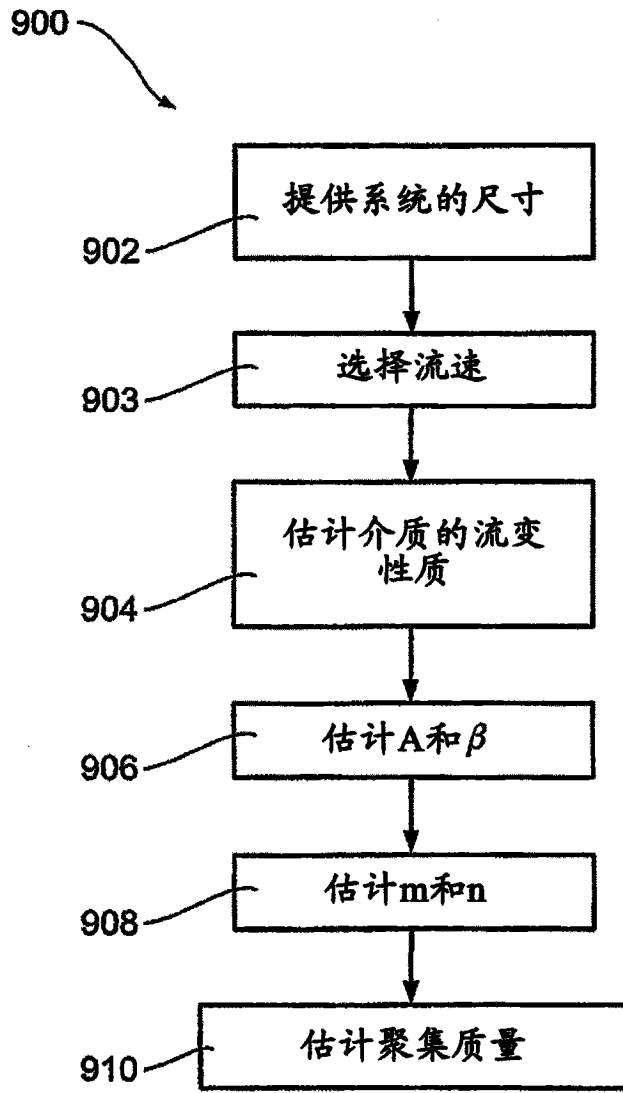 900
提供系统的尺寸
902
选择流速
903
估计介质的流变
性质
904
估计A和β
906
估计m和n
908
估计聚集质量
910